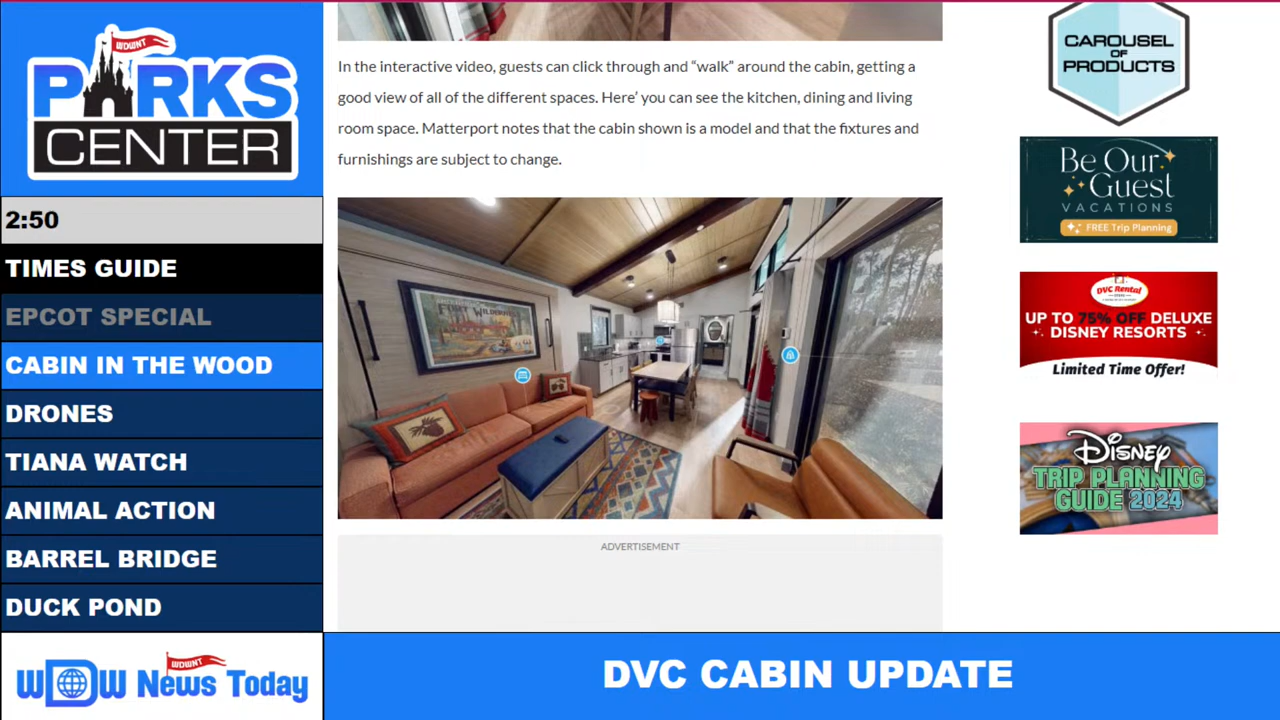 WDWNT
PARKS
CENTER
2:50
TIMES GUIDE
EPCOT SPECIAL
CABIN IN THE WOOD
DRONES
TIANA WATCH
ANIMAL ACTION
BARREL BRIDGE
DUCK POND
WDWNT
WDW News Today
In the interactive video, guests can click through and “walk” around the cabin, getting a
good view of all of the different spaces. Here’ you can see the kitchen, dining and living
room space. Matterport notes that the cabin shown is a model and that the fixtures and
furnishings are subject to change.
FORT WILDERNESS
ADVERTISEMENT
CAROUSEL
OF
PRODUCTS
Be Our
Guest
VACATIONS
FREE Trip Planning
DVC Rental
STORE
UP TO 75% OFF DELUXE
DISNEY RESORTS
Limited Time Offer!
Disney
TRIP PLANNING
GUIDE 2024
DVC CABIN UPDATE